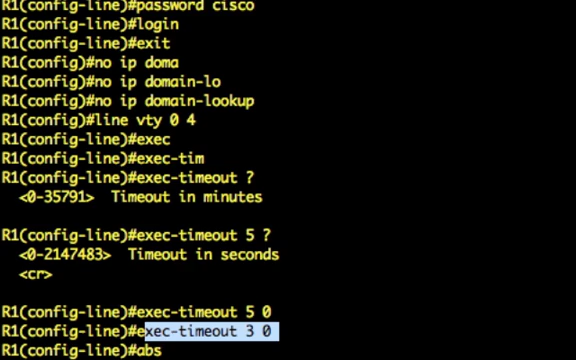 R1(config-line)#password cisco
R1(config-line)#login
R1(config-line)#exit
R1(config)#no ip doma
R1(config)#no ip domain-lo
R1(config)#no ip domain-lookup
R1(config)#line vty 0 4
R1(config-line)#exec
R1(config-line)#exec-tim
R1(config-line)#exec-timeout ?
<0-35791> Timeout in minutes
R1(config-line)#exec-timeout 5 ?
<0-2147483> Timeout in seconds
<cr>
R1(config-line)#exec-timeout 5 0
R1(config-line)#exec-timeout 3 0
R1(config-line)#abs